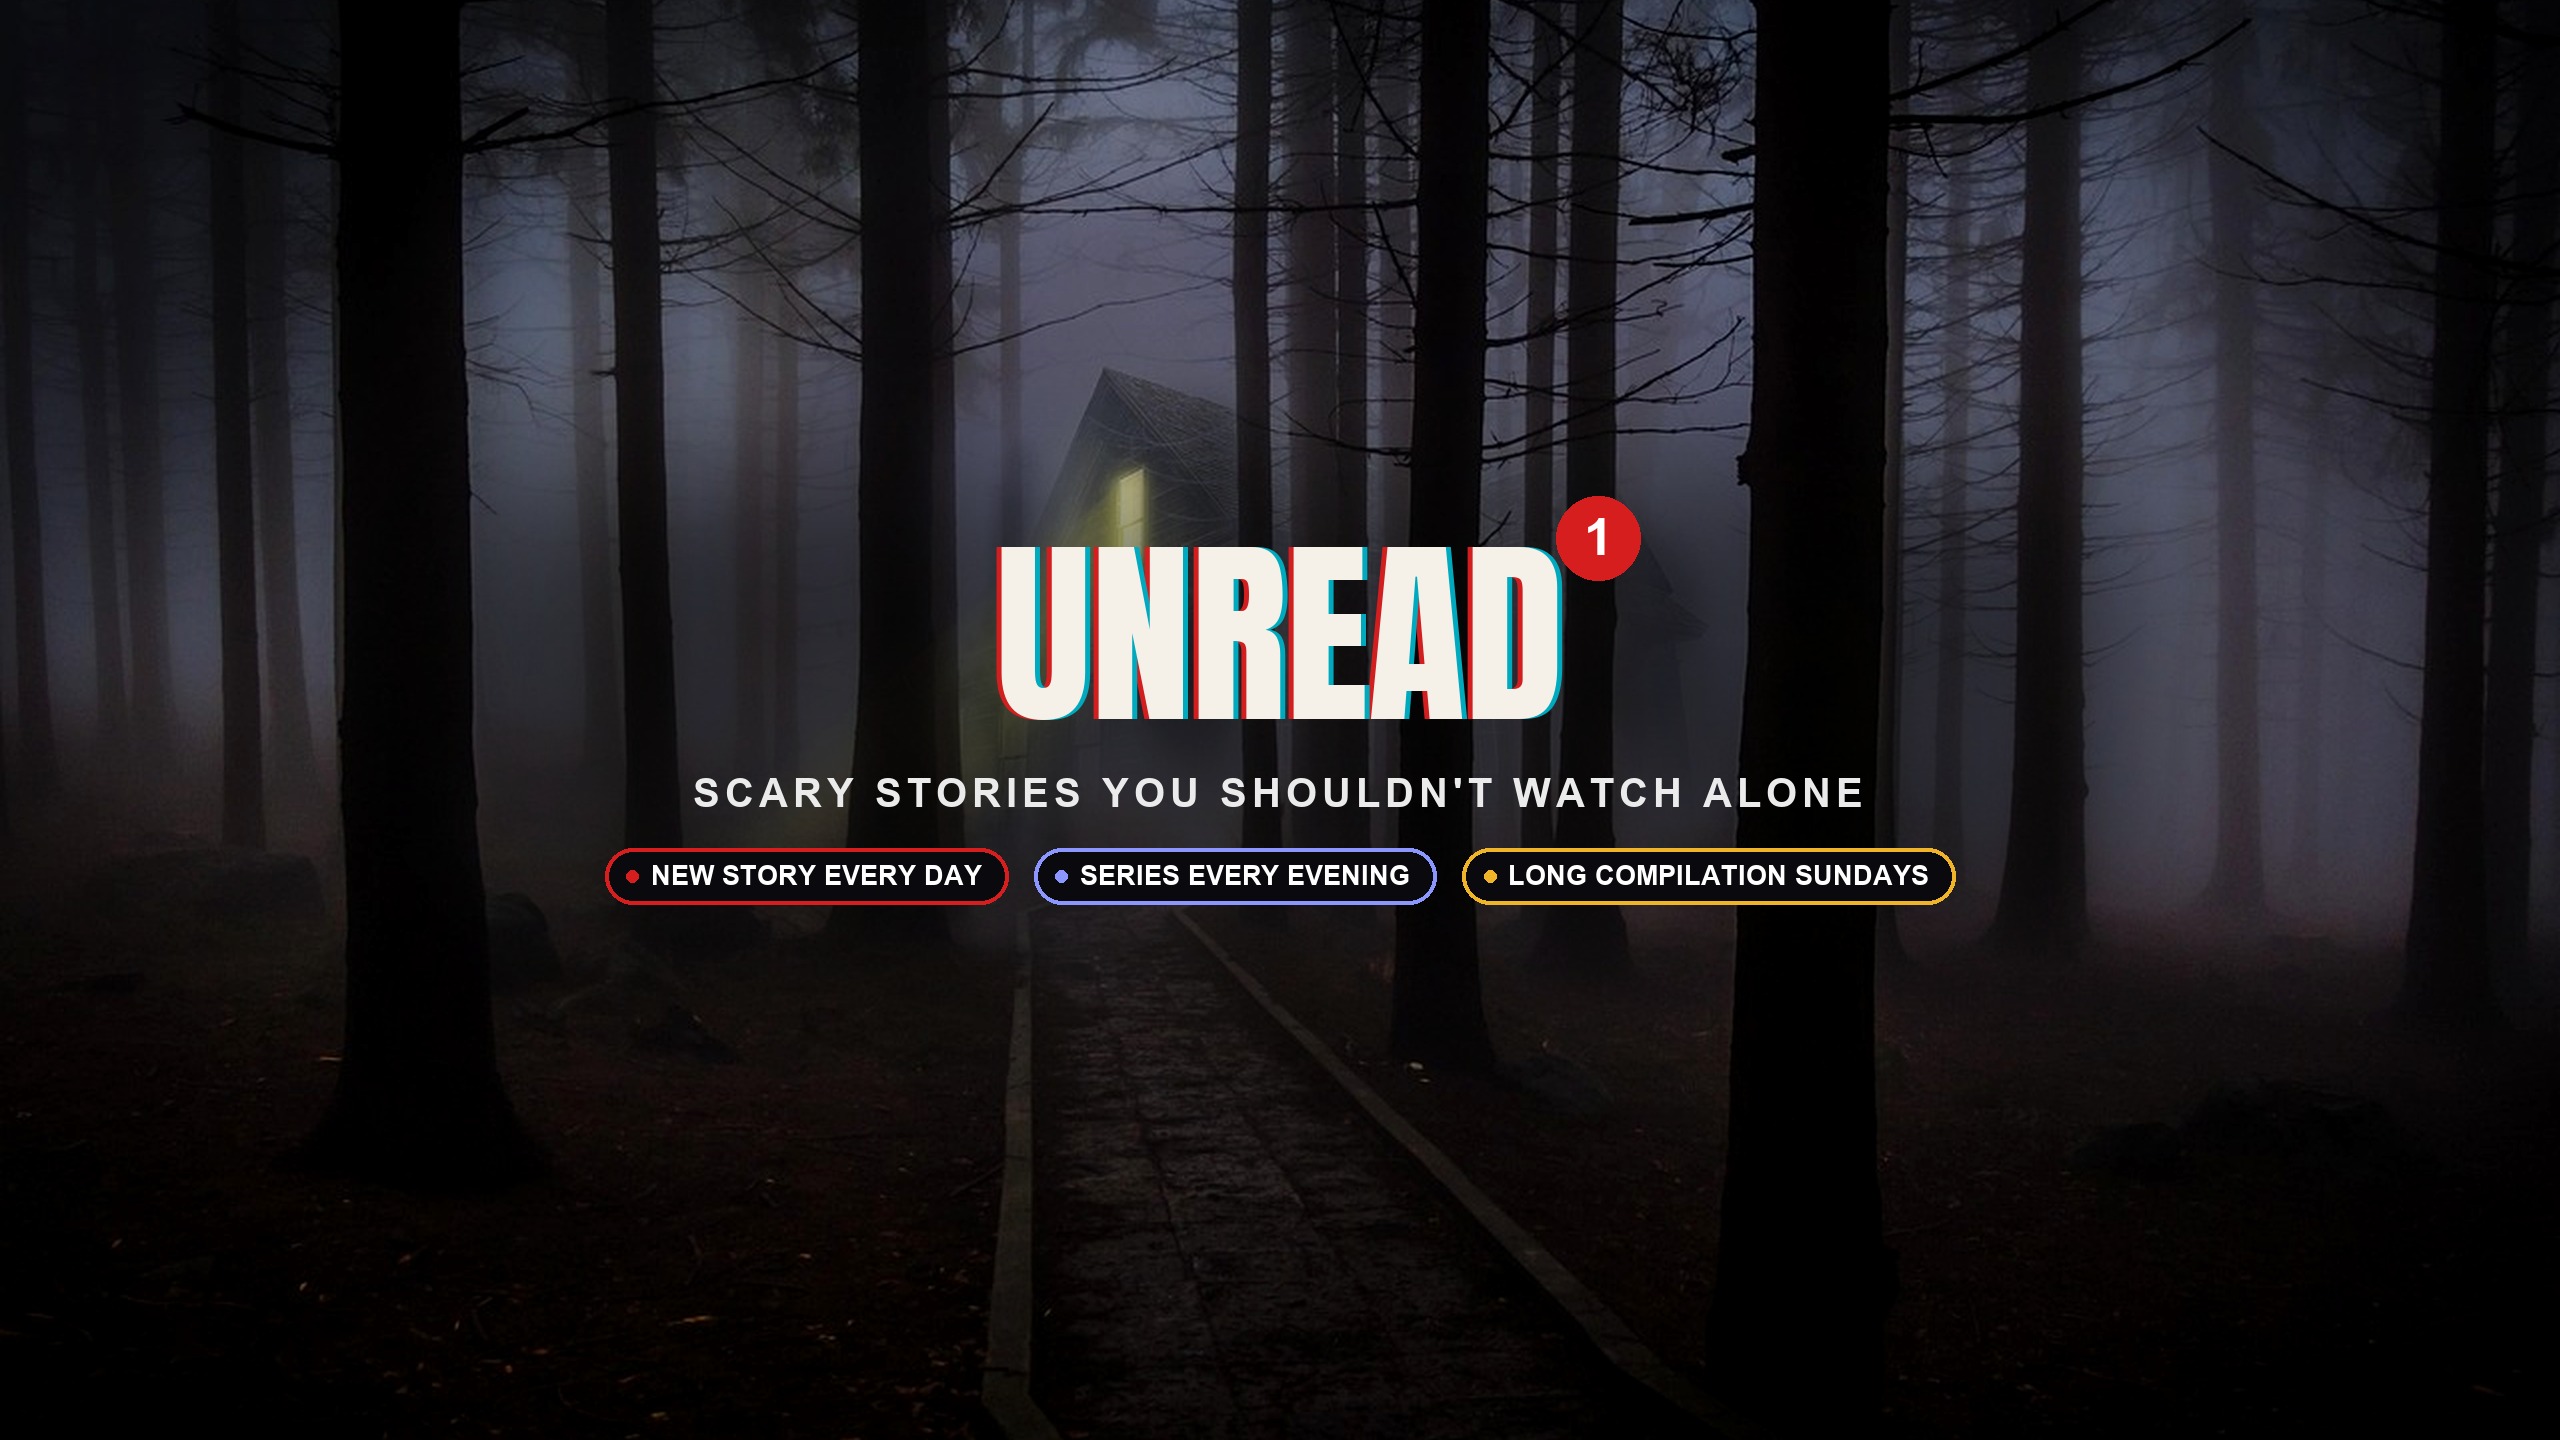 1
UNREAD
SCARY STORIES YOU SHOULDN'T WATCH ALONE
NEW STORY EVERY DAY
SERIES EVERY EVENING
LONG COMPILATION SUNDAYS